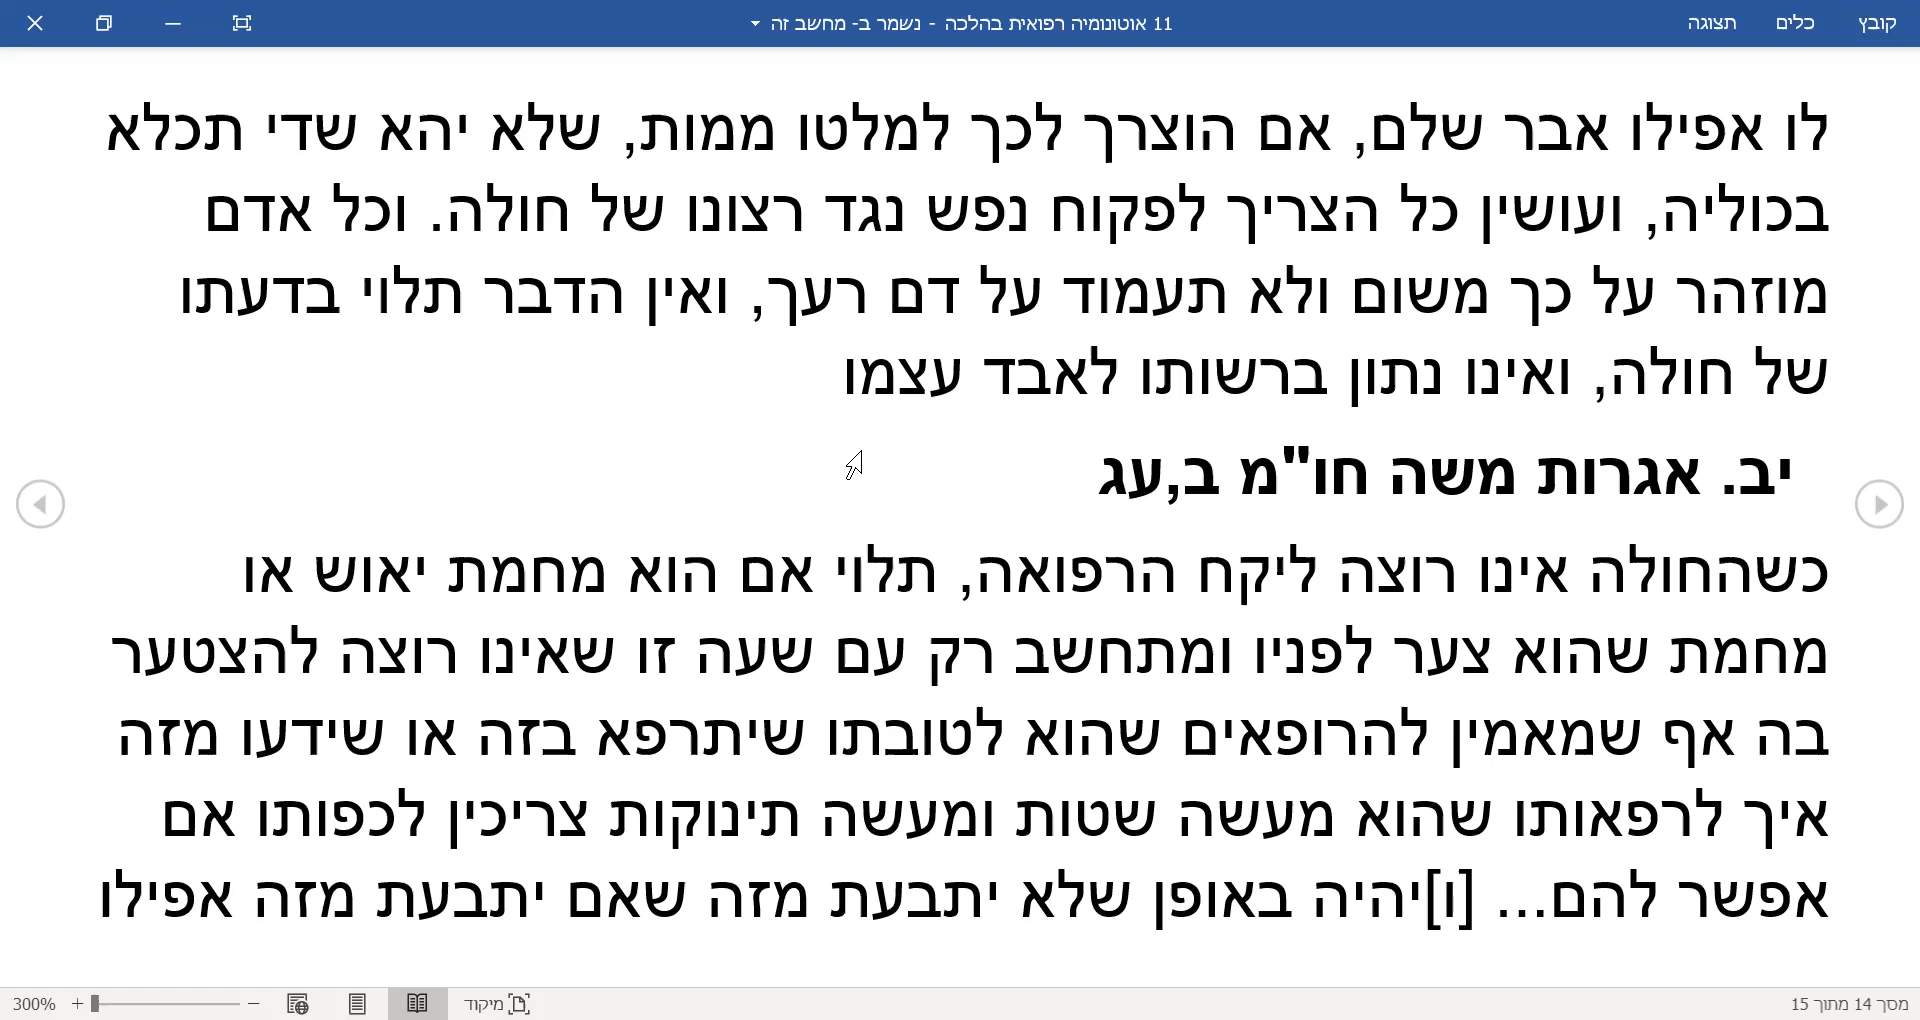 קובץ כלים תצוגה 11 אוטונומיה רפואית בהלכה - נשמר ב- מחשב זה
לו אפילו אבר שלם, אם הוצרך לכך למלטו ממות, שלא יהא שדי תכלא
בכוליה, ועושין כל הצריך לפקוח נפש נגד רצונו של חולה. וכל אדם
מוזהר על כך משום ולא תעמוד על דם רעך, ואין הדבר תלוי בדעתו
של חולה, ואינו נתון ברשותו לאבד עצמו
יב. אגרות משה חו"מ ב,עג
כשהחולה אינו רוצה ליקח הרפואה, תלוי אם הוא מחמת יאוש או
מחמת שהוא צער לפניו ומתחשב רק עם שעה זו שאינו רוצה להצטער
בה אף שמאמין להרופאים שהוא לטובתו שיתרפא בזה או שידעו מזה
איך לרפאותו שהוא מעשה שטות ומעשה תינוקות צריכין לכפותו אם
אפשר להם... [ו]יהיה באופן שלא יתבעת מזה שאם יתבעת מזה אפילו
מסך 14 מתוך 15 מיקוד 300%